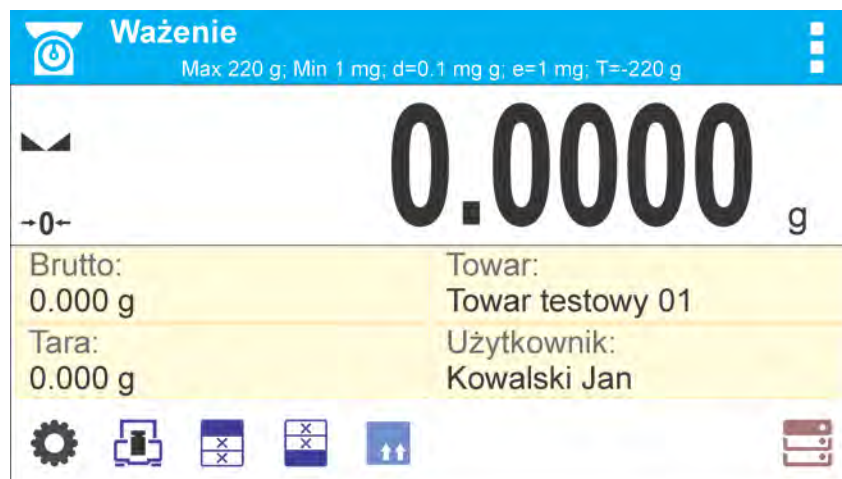 Ważenie
Max 220 g; Min 1 mg; d=0.1 mg g; e=1 mg; T=-220 g
0.0000 g
→0←
Brutto:
0.000 g
Towar:
Towar testowy 01
Tara:
0.000 g
Użytkownik:
Kowalski Jan